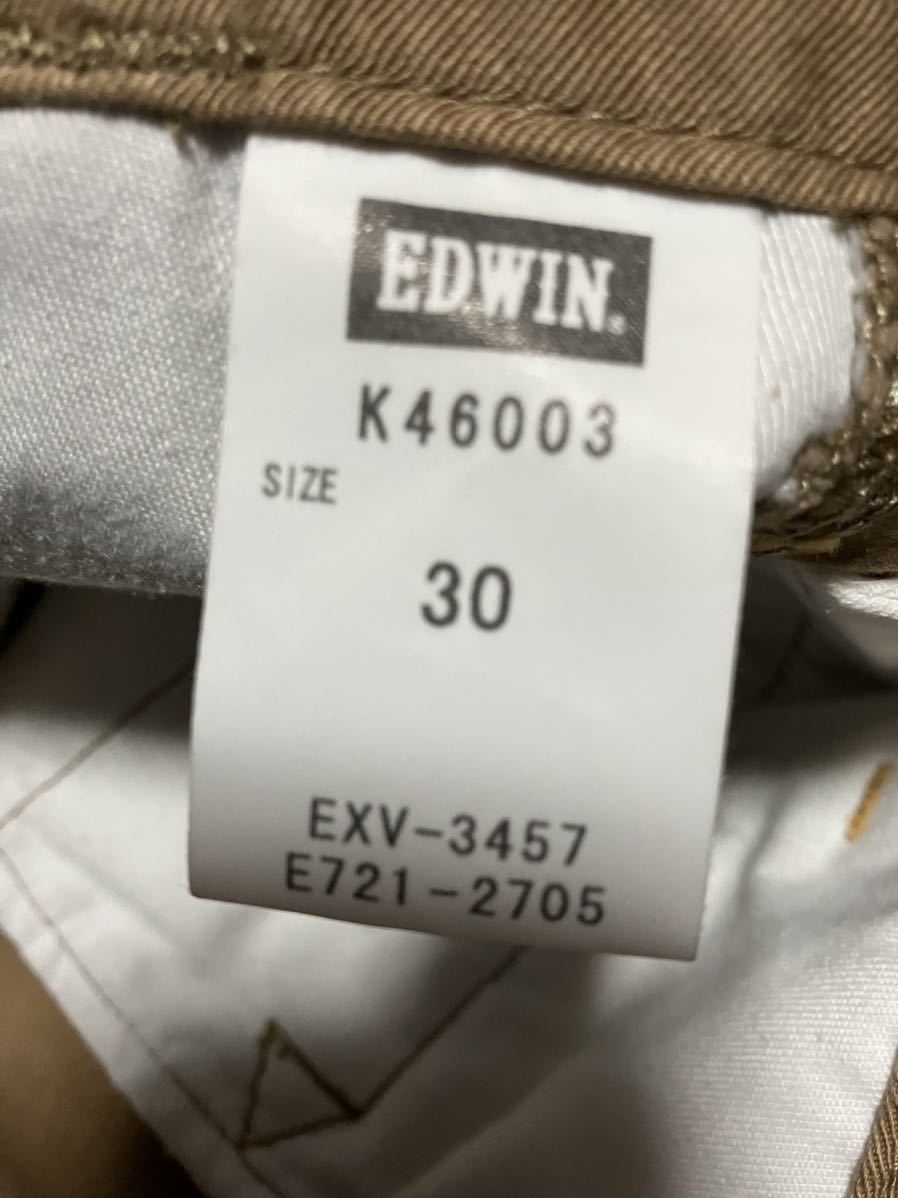 EDWIN.
K46003
SIZE
30
EXV-3457
E721-2705